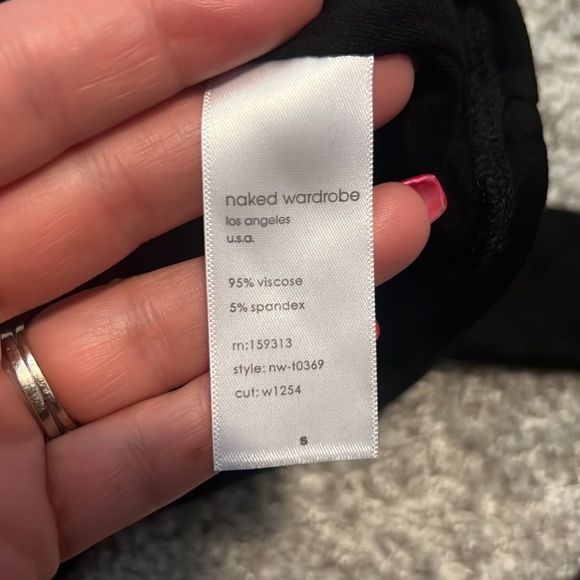 naked wardrobe
los angeles
u.s.a.
95% viscose
5% spandex
rn:159313
style: nw-t0369
cut: w1254
s